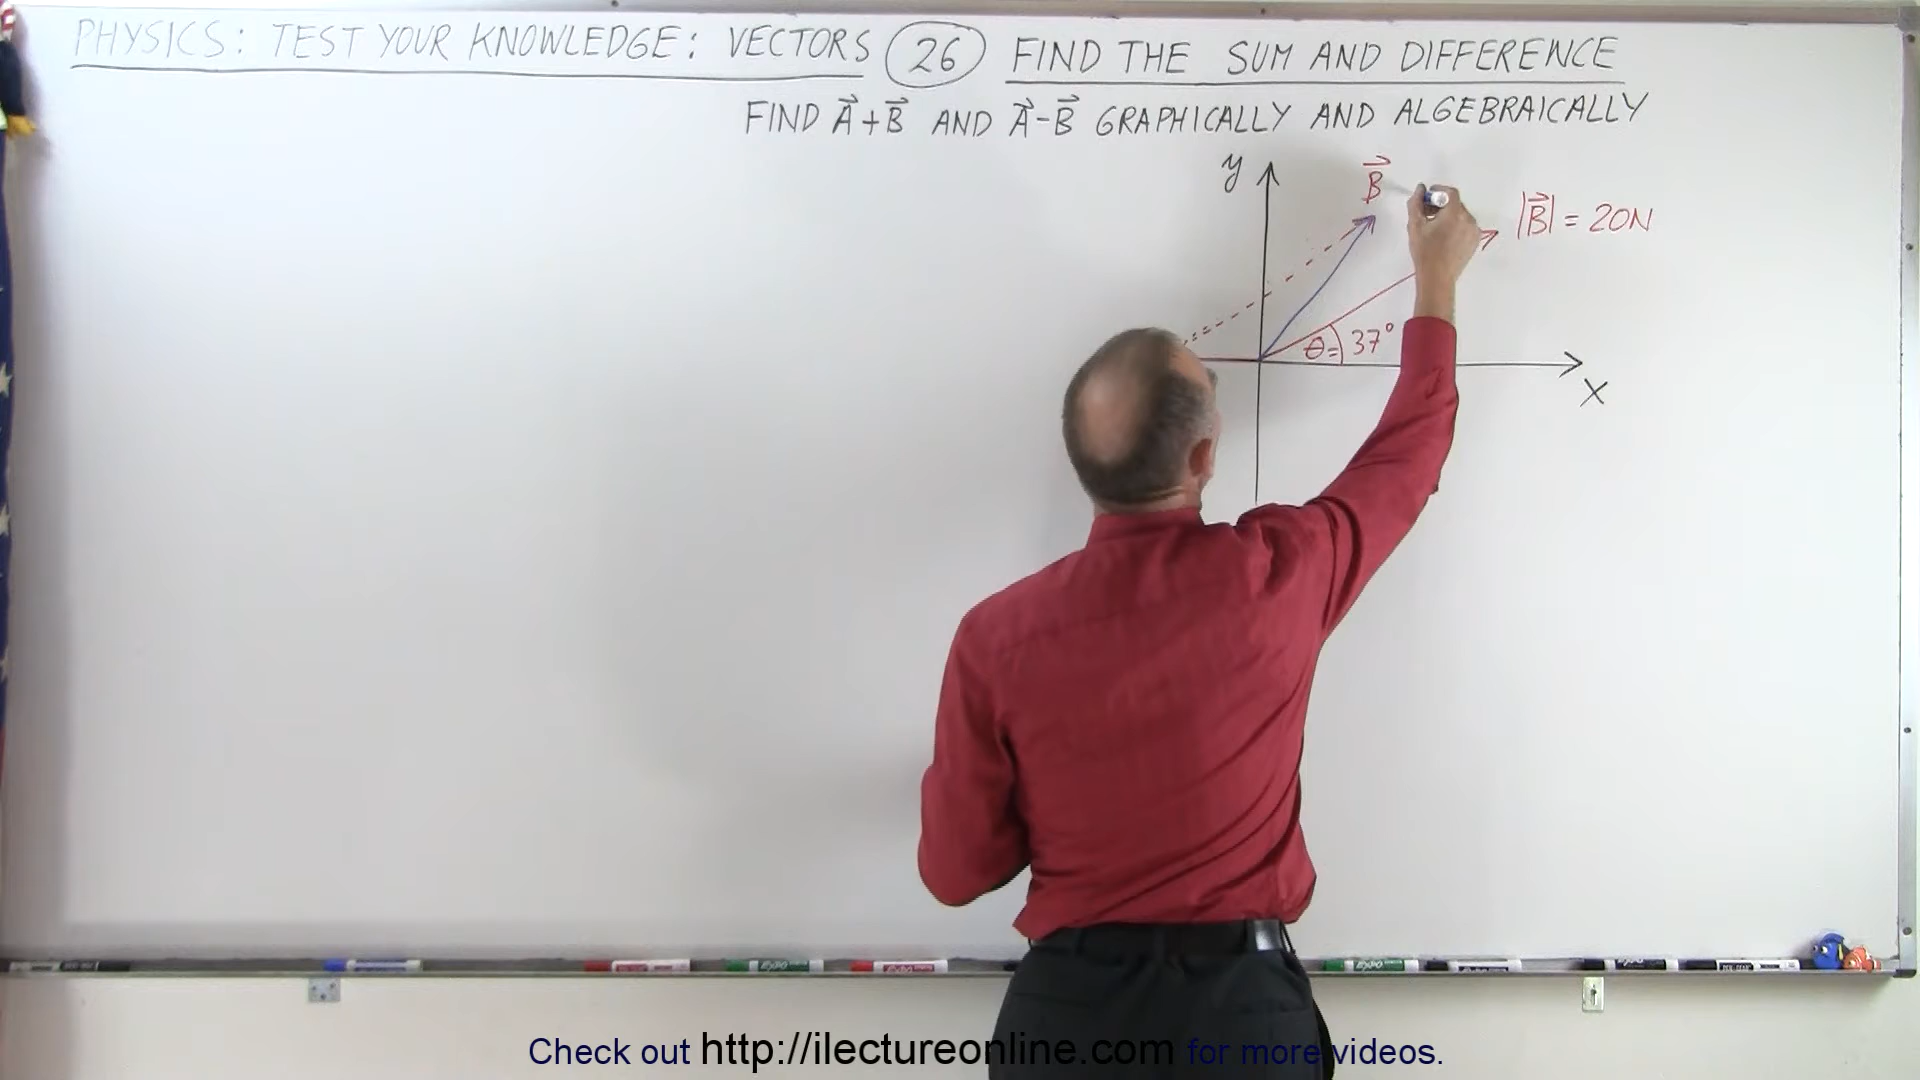 PHYSICS: TEST YOUR KNOWLEDGE: VECTORS 26 FIND THE SUM AND DIFFERENCE
FIND A⃗+B⃗ AND A⃗-B⃗ GRAPHICALLY AND ALGEBRAICALLY
y
B⃗
|B⃗| = 20N
θ = 37°
X
Check out http://ilectureonline.com for more videos.